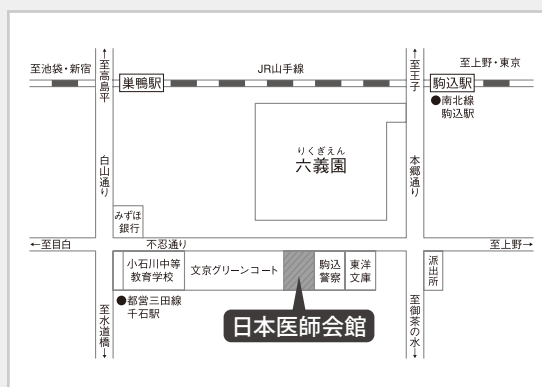 至池袋・新宿
←至高島平
巣鴨駅
JR山手線
←至王子
至上野・東京
駒込駅
●南北線
駒込駅
白山通り
りくぎえん
六義園
本郷通り
みずほ
銀行
←至目白
不忍通り
至上野→
小石川中等
教育学校
文京グリーンコート
駒込
警察
東洋
文庫
派出所
●都営三田線
千石駅
至水道橋→
日本医師会館
至御茶の水→